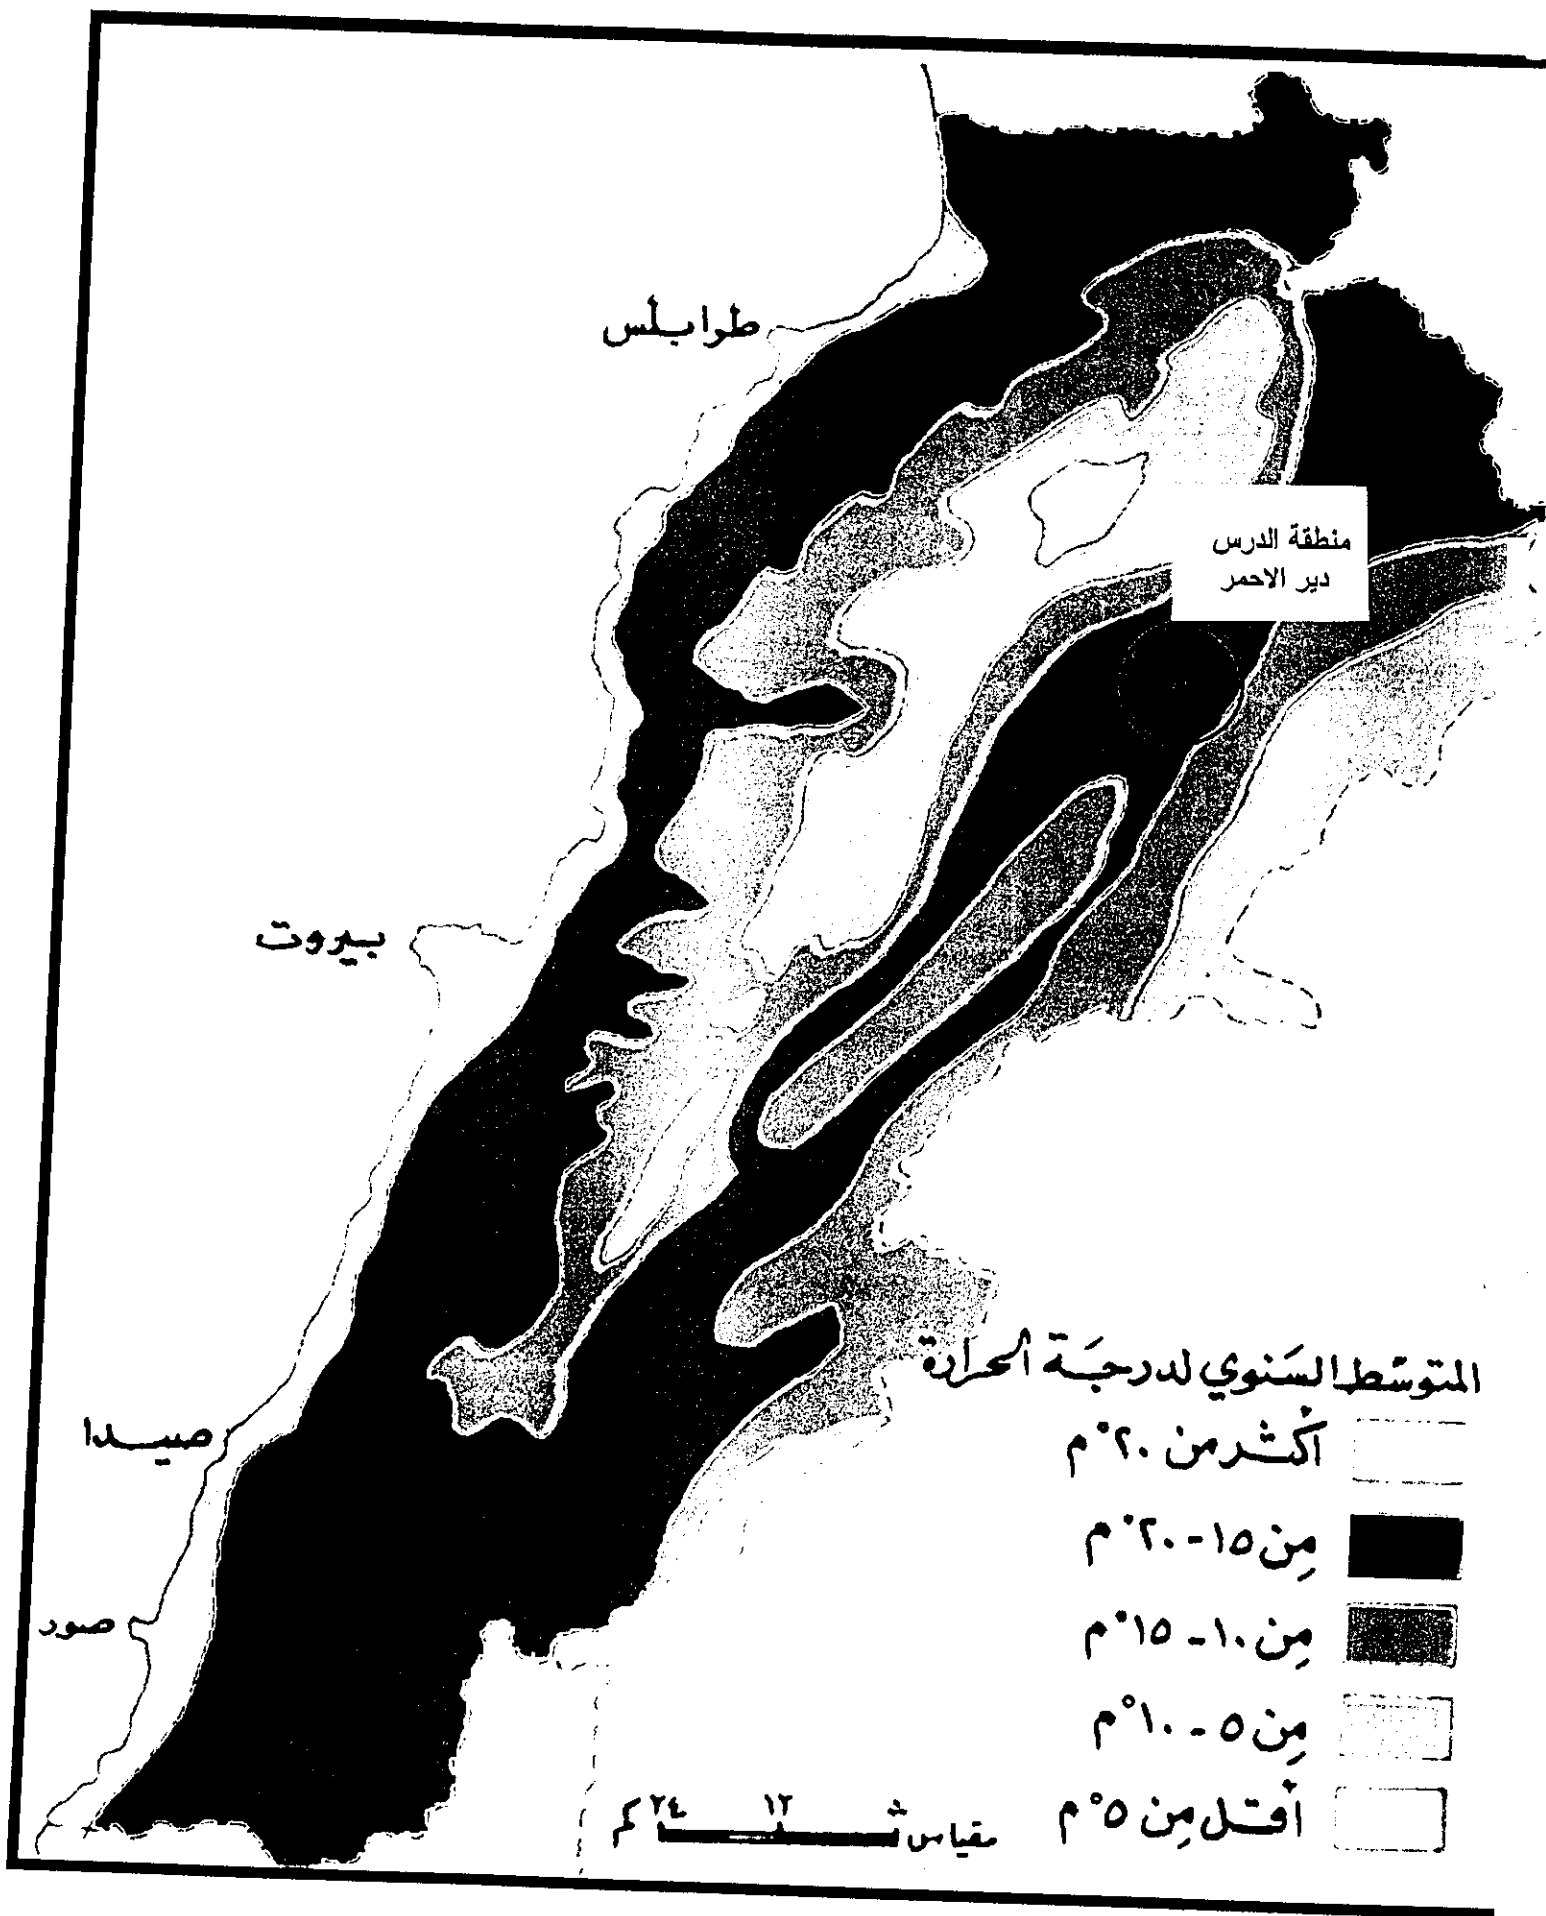 طرابلس
منطقة الدرس
دير الاحمر
بيروت
صيدا
صور
المتوسط السنوي لدرجة الحرارة
أكثر من ٢٠°م
من ١٥-٢٠°م
من ١٠-١٥°م
من ٥-١٠°م
أقل من ٥°م
مقياس ٠ ١٢ ٢٤ كم